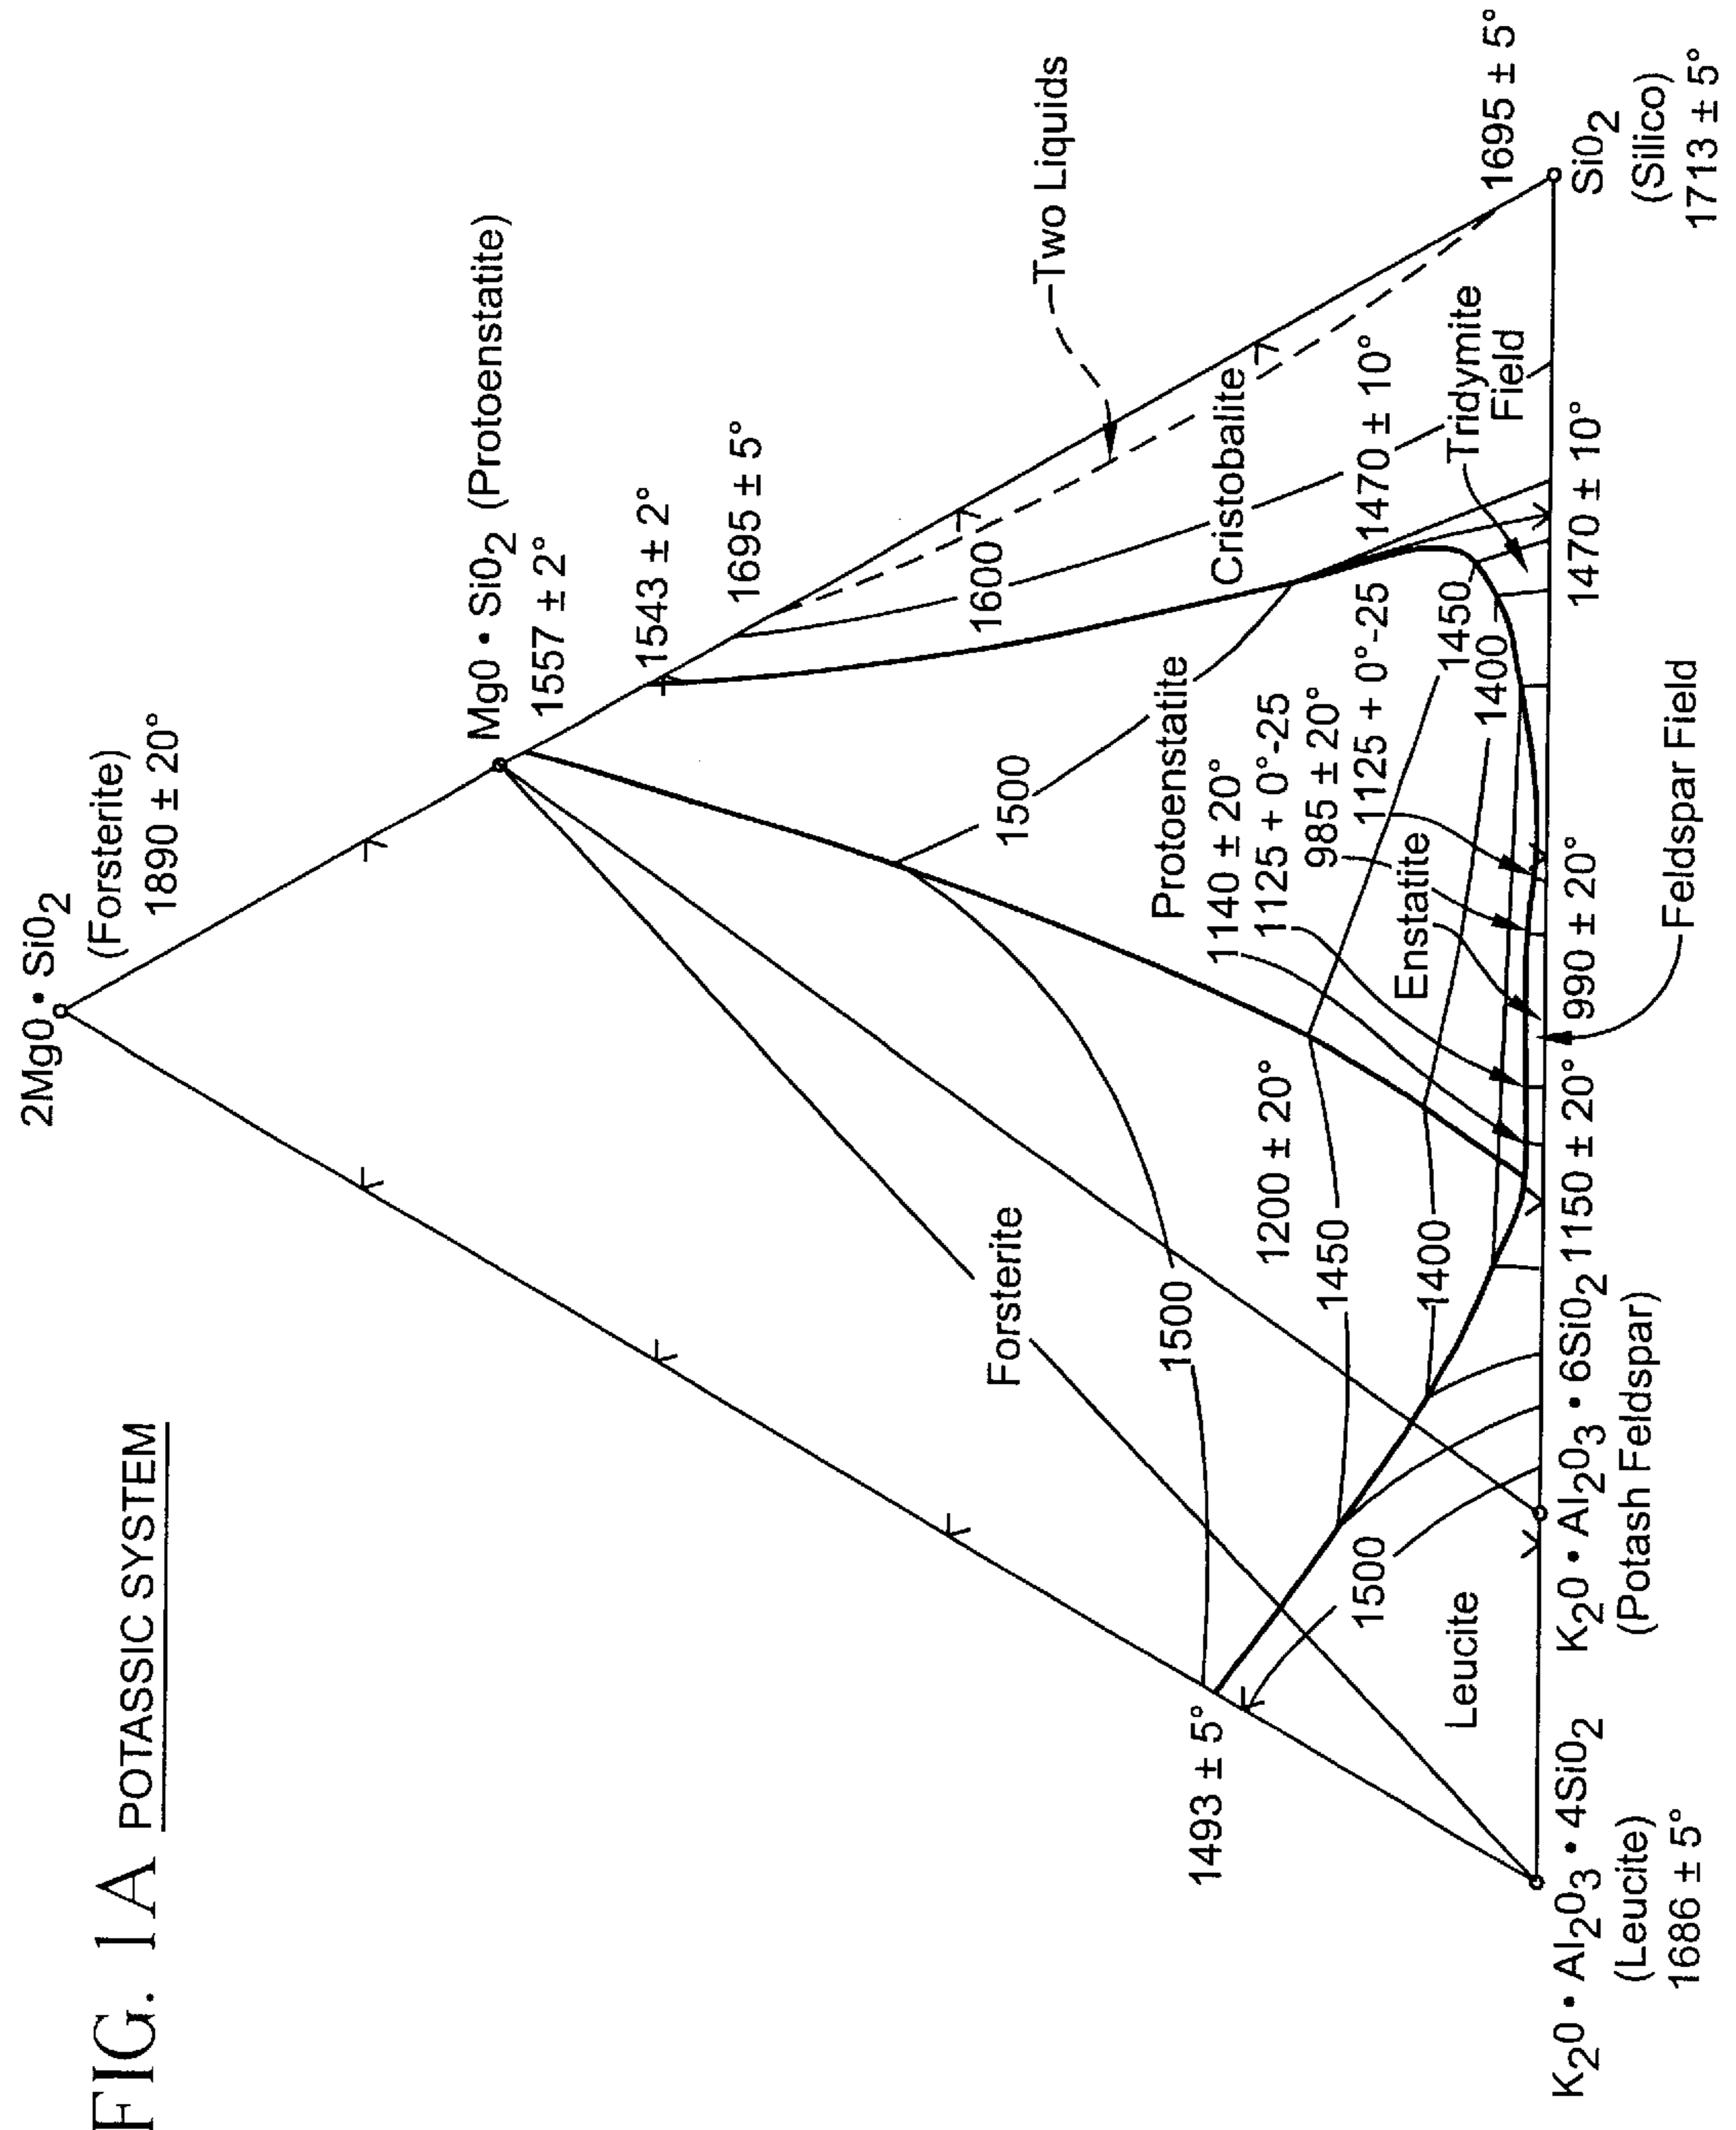 FIG. 1A POTASSIC SYSTEM
2MgO • SiO2
(Forsterite)
1890 ± 20°
MgO • SiO2 (Protoenstatite)
1557 ± 2°
1543 ± 2°
1695 ± 5°
Two Liquids
1600
1500
Forsterite
Protoenstatite
Cristobalite
1500
1140 ± 20°
1125 + 0°-25
985 ± 20°
1125 + 0°-25
1470 ± 10°
1200 ± 20°
1450
1450
1400
1400
Enstatite
Tridymite
Field
1493 ± 5°
1500
Leucite
1695 ± 5°
K2O • Al2O3 • 4SiO2
(Leucite)
1686 ± 5°
K2O • Al2O3 • 6SiO2
(Potash Feldspar)
1150 ± 20°
990 ± 20°
1470 ± 10°
SiO2
(Silico)
1713 ± 5°
Feldspar Field